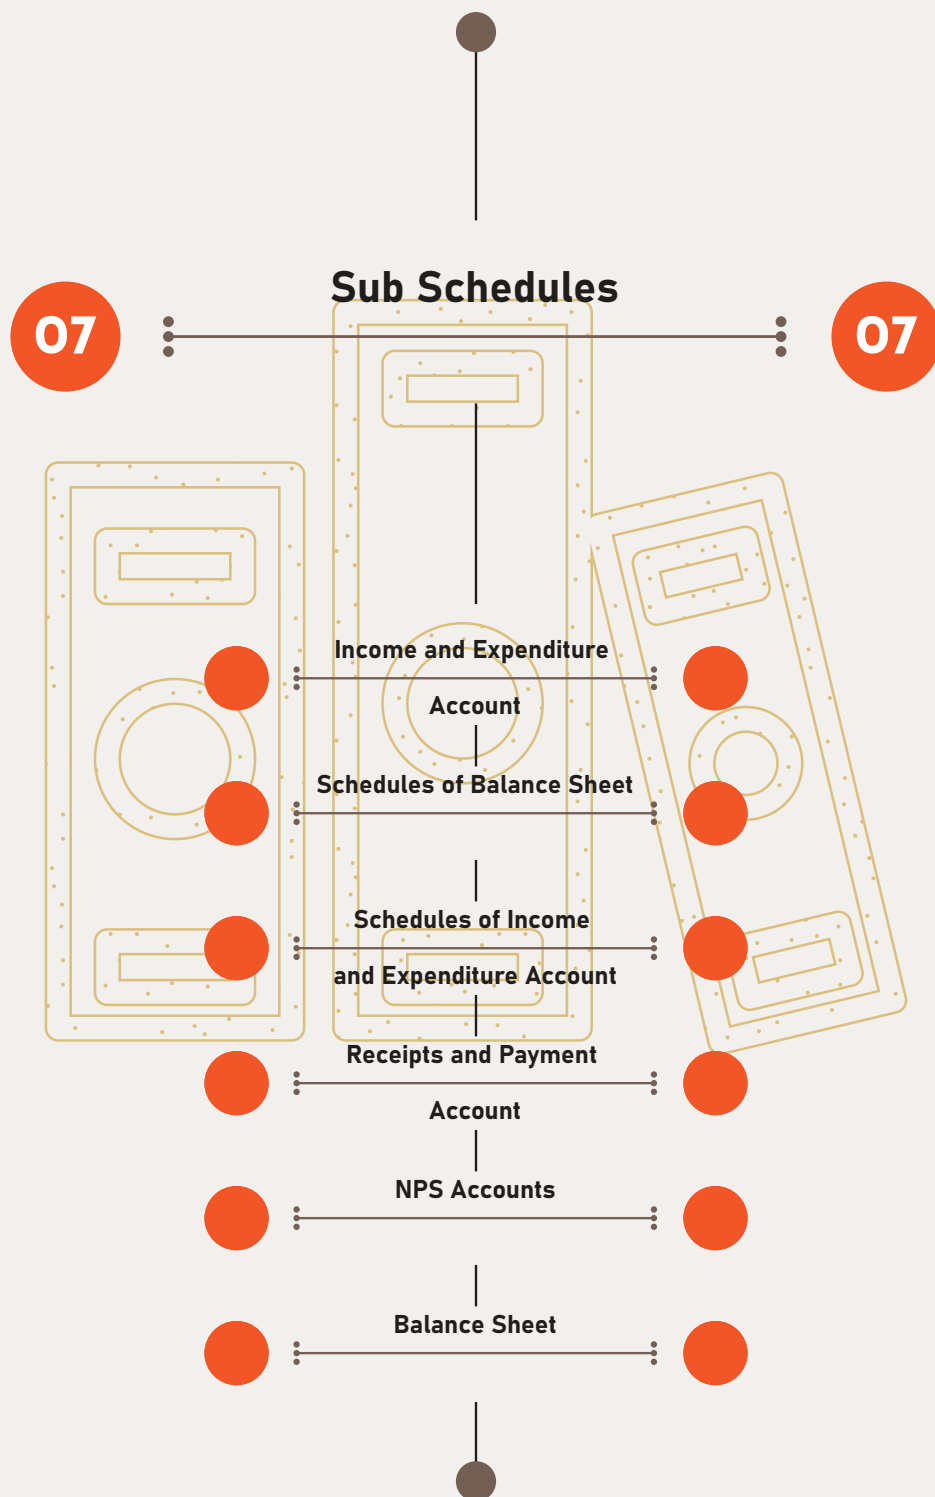 Sub Schedules
07
07
Income and Expenditure
Account
Schedules of Balance Sheet
Schedules of Income
and Expenditure Account
Receipts and Payment
Account
NPS Accounts
Balance Sheet